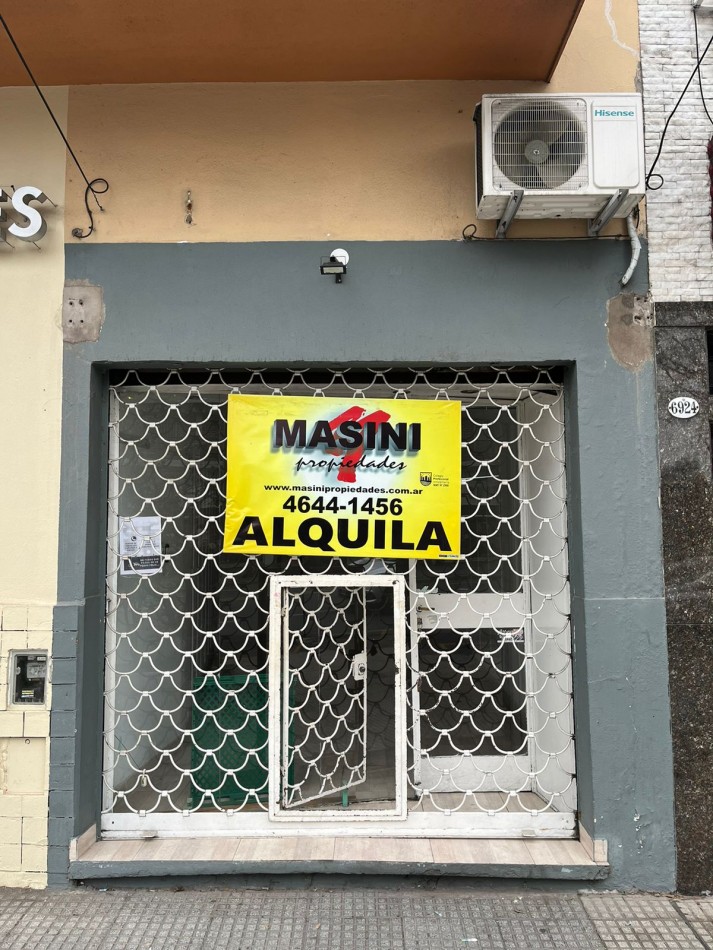 Hisense
ES
6924
MASINI
propiedades
www.masinipropiedades.com.ar
4644-1456
ALQUILA